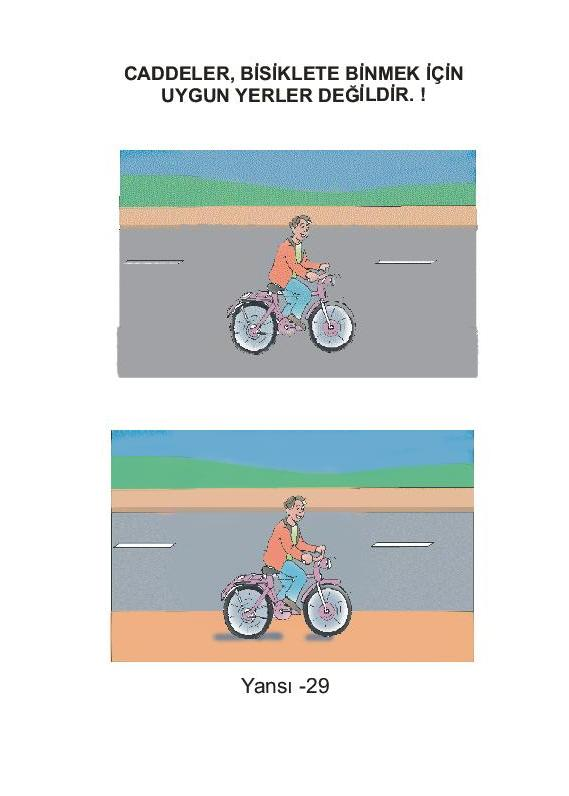 CADDELER, BİSİKLETE BİNMEK İÇİN
UYGUN YERLER DEĞİLDİR. !
Yansı -29